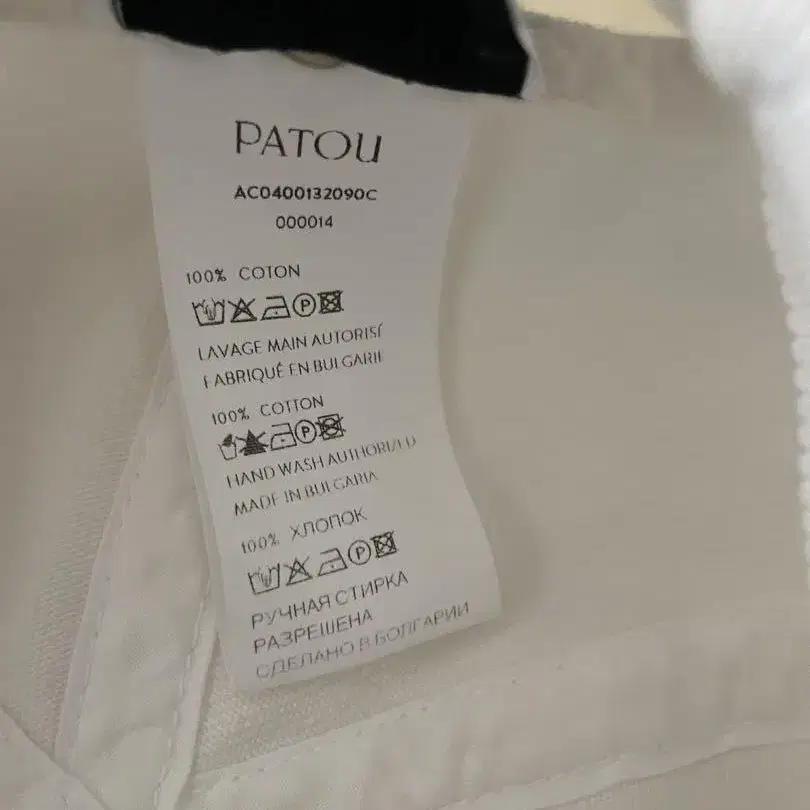 PATOU
AC0400132090C
000014
100% COTON
P
LAVAGE MAIN AUTORISÉ
FABRIQUÉ EN BULGARIE
100% COTTON
P
HAND WASH AUTHORIZED
MADE IN BULGARIA
100% ХЛОПОК
P
РУЧНАЯ СТИРКА
РАЗРЕШЕНА
СДЕЛАНО В БОЛГАРИИ